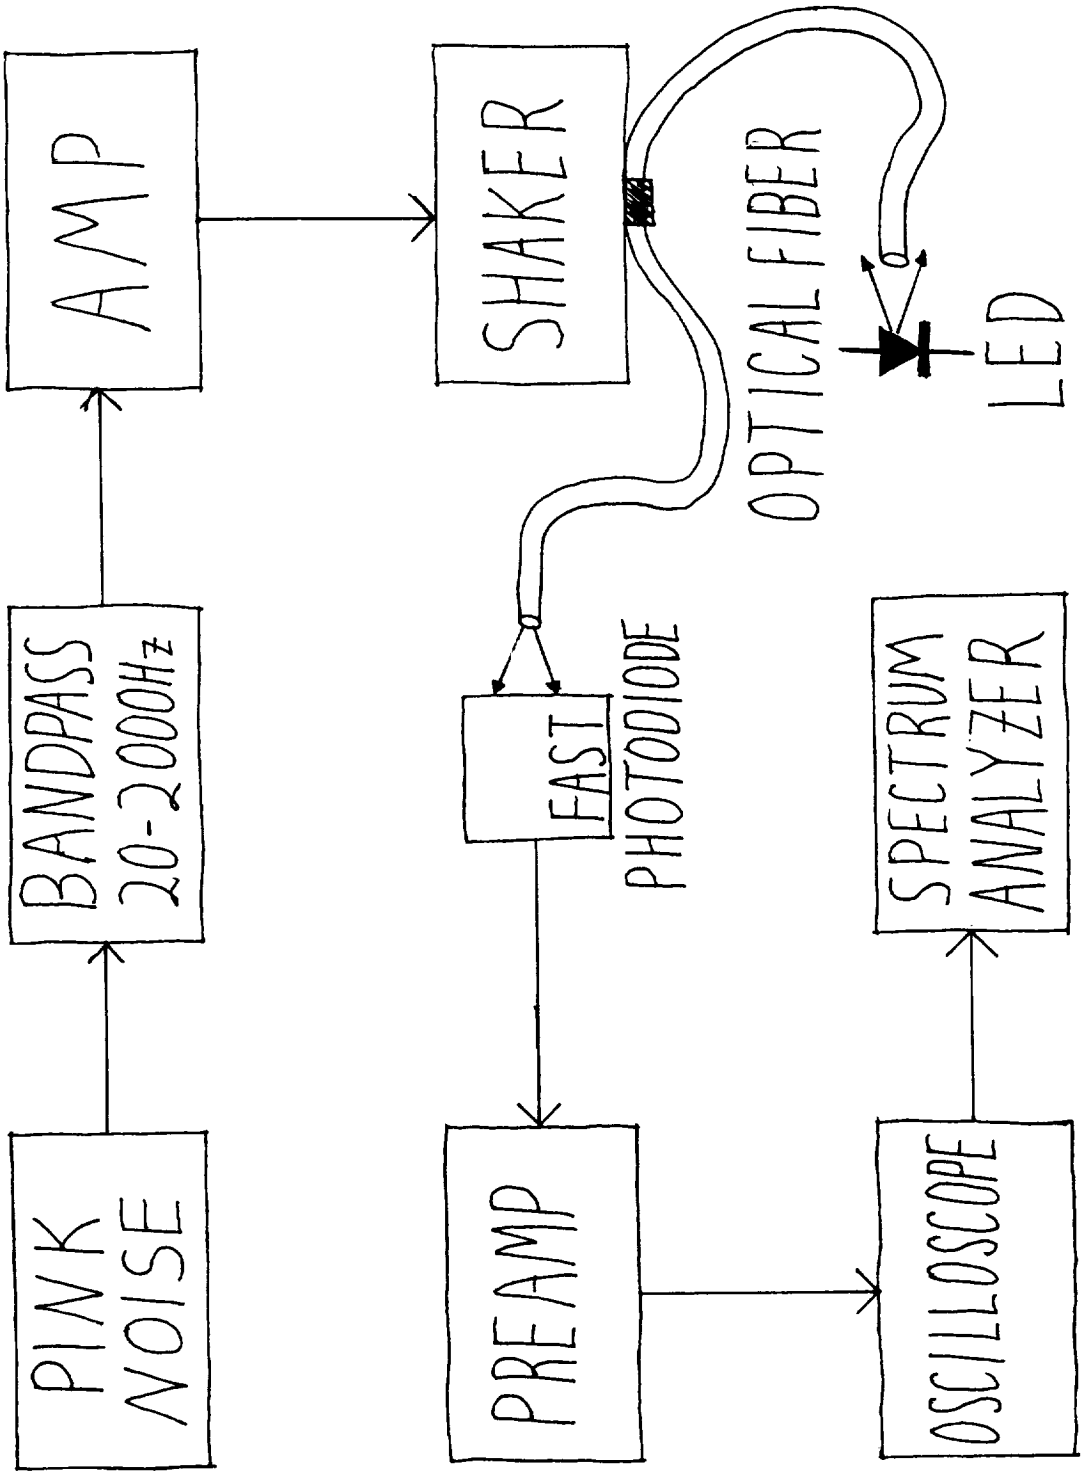 PINK
NOISE
BANDPASS
20-2000Hz
AMP
SHAKER
OPTICAL FIBER
LED
FAST
PHOTODIODE
PREAMP
OSCILLOSCOPE
SPECTRUM
ANALYZER